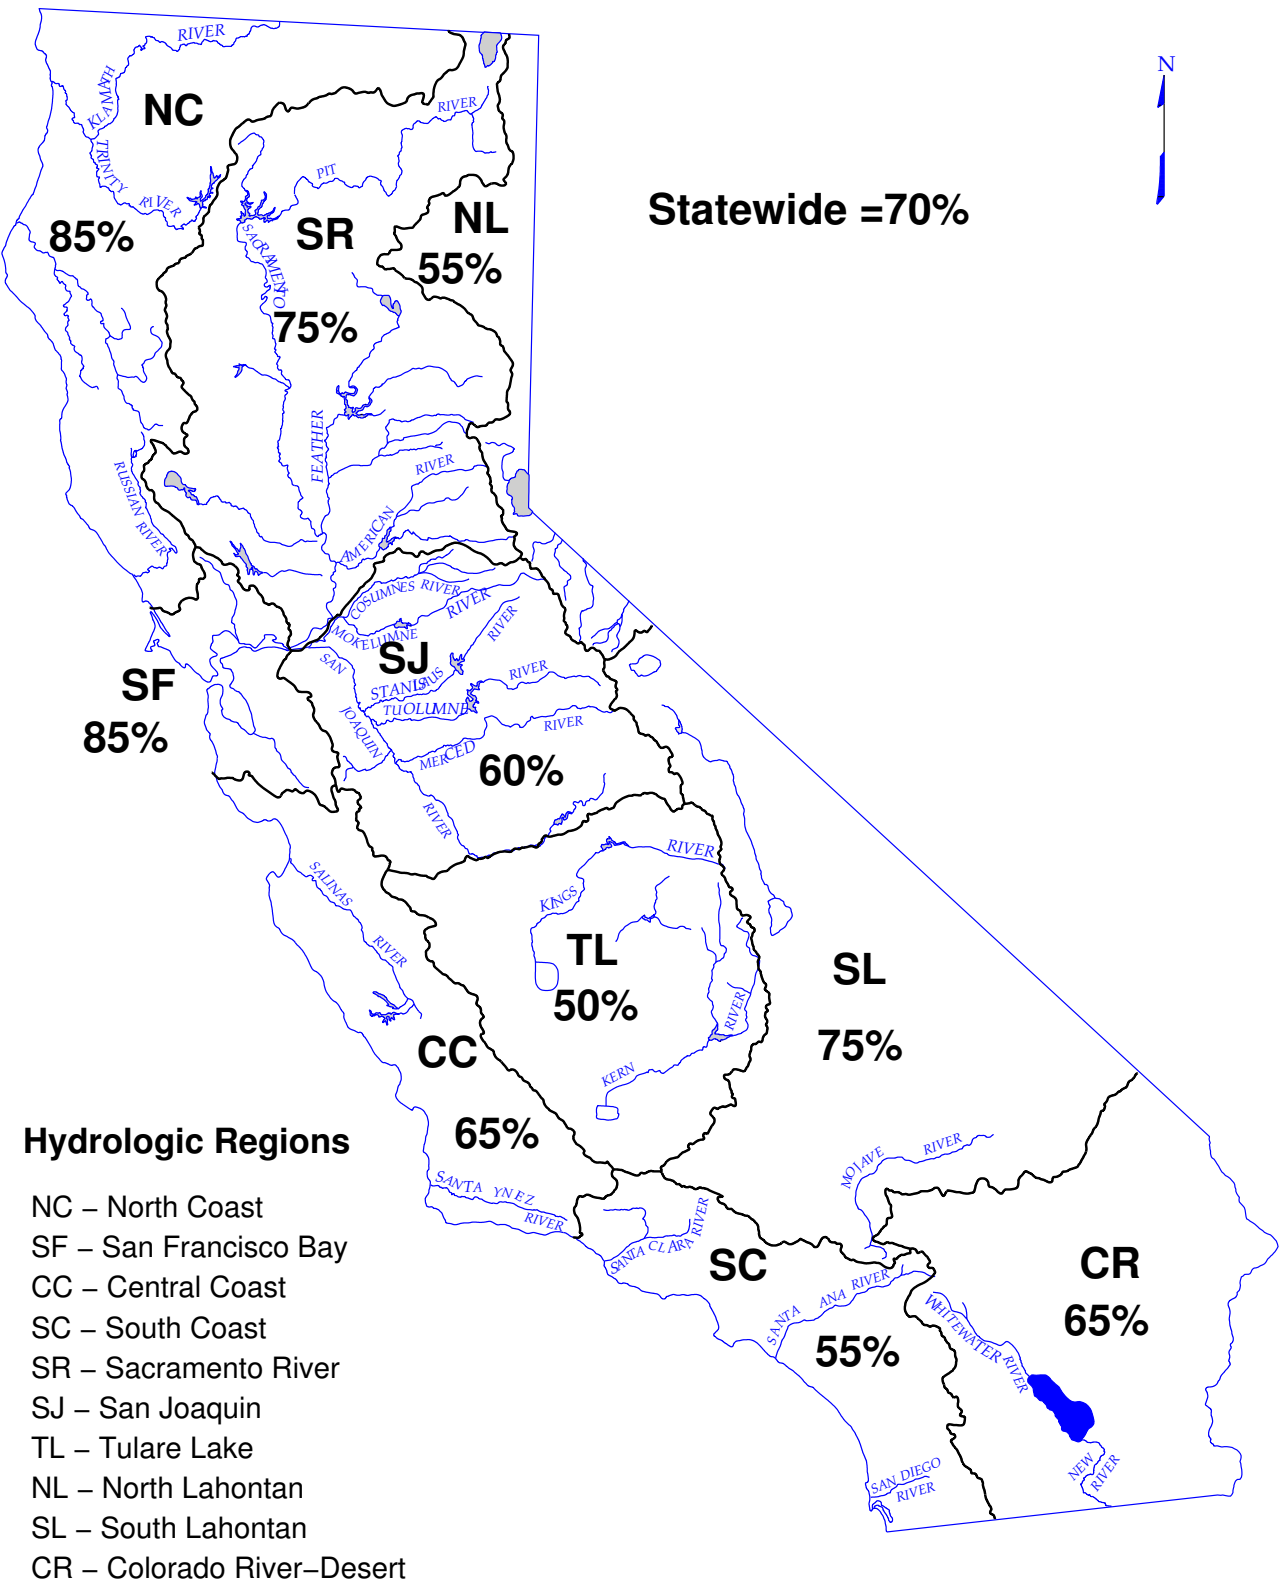 RIVER
N
KLAMATH
NC
RIVER
TRINITY
RIVER
PIT
Statewide =70%
NL
SR
85%
55%
SACRAMENTO
75%
FEATHER
RIVER
RUSSIAN RIVER
AMERICAN
COSUMNES RIVER
RIVER
MOKELUMNE
RIVER
SAN
SJ
SF
STANISLAUS
RIVER
TUOLUMNE
JOAQUIN
RIVER
85%
MERCED
60%
RIVER
RIVER
SALINAS
KINGS
RIVER
TL
SL
50%
RIVER
75%
CC
KERN
65%
Hydrologic Regions
MOJAVE
RIVER
SANTA YNEZ
RIVER
NC – North Coast
SF – San Francisco Bay
CC – Central Coast
SC – South Coast
SR – Sacramento River
SJ – San Joaquin
TL – Tulare Lake
NL – North Lahontan
SL – South Lahontan
CR – Colorado River–Desert
SANTA CLARA RIVER
SC
CR
SANTA ANA RIVER
65%
WHITEWATER RIVER
55%
SAN DIEGO
RIVER
NEW
RIVER